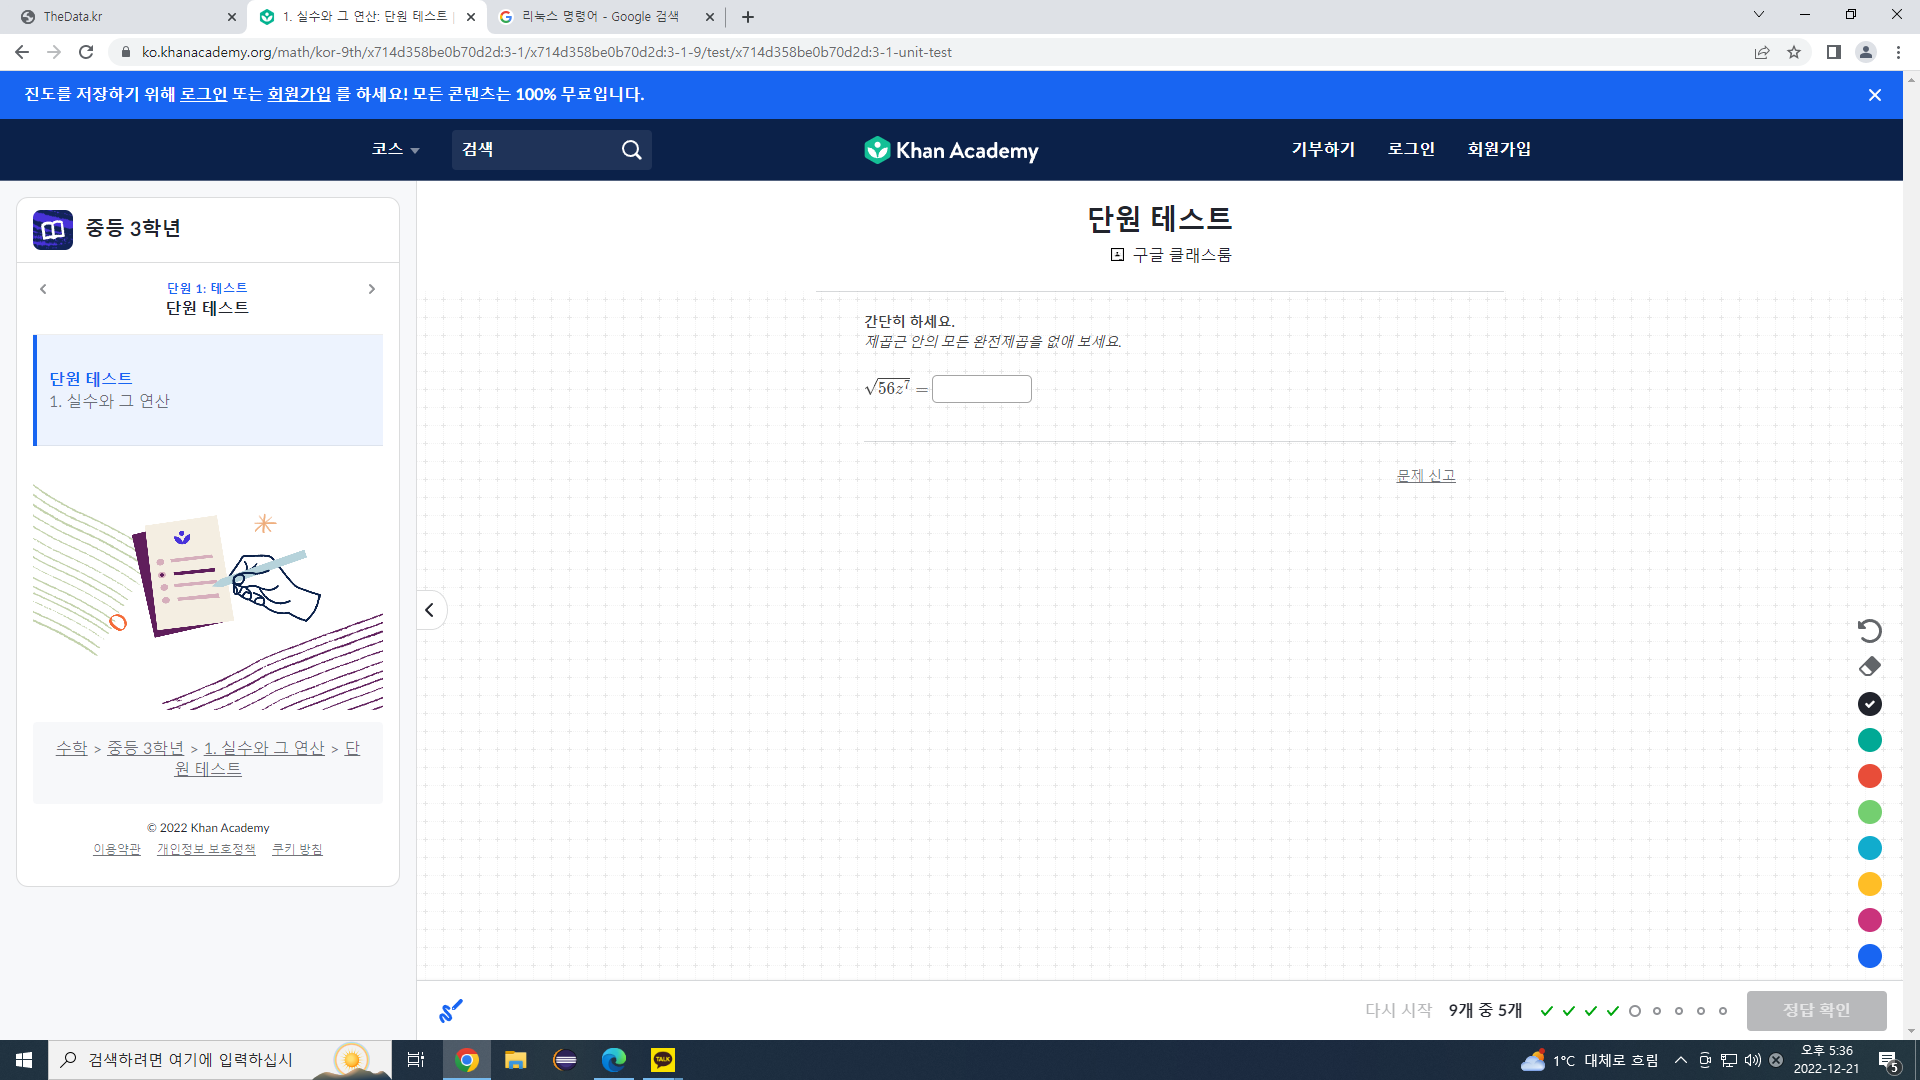 TheData.kr
1. 실수와 그 연산: 단원 테스트 |
리눅스 명령어 - Google 검색
ko.khanacademy.org/math/kor-9th/x714d358be0b70d2d:3-1/x714d358be0b70d2d:3-1-9/test/x714d358be0b70d2d:3-1-unit-test
진도를 저장하기 위해 로그인 또는 회원가입 를 하세요! 모든 콘텐츠는 100% 무료입니다.
코스
검색
Khan Academy
기부하기
로그인
회원가입
중등 3학년
단원 1: 테스트
단원 테스트
단원 테스트
1. 실수와 그 연산
수학 > 중등 3학년 > 1. 실수와 그 연산 > 단
원 테스트
© 2022 Khan Academy
이용약관 개인정보 보호정책 쿠키 방침
단원 테스트
구글 클래스룸
간단히 하세요.
제곱근 안의 모든 완전제곱을 없애 보세요.
√56z⁷ =
문제 신고
다시 시작
9개 중 5개
정답 확인
검색하려면 여기에 입력하십시
TALK
1°C 대체로 흐림
오후 5:36
2022-12-21
5